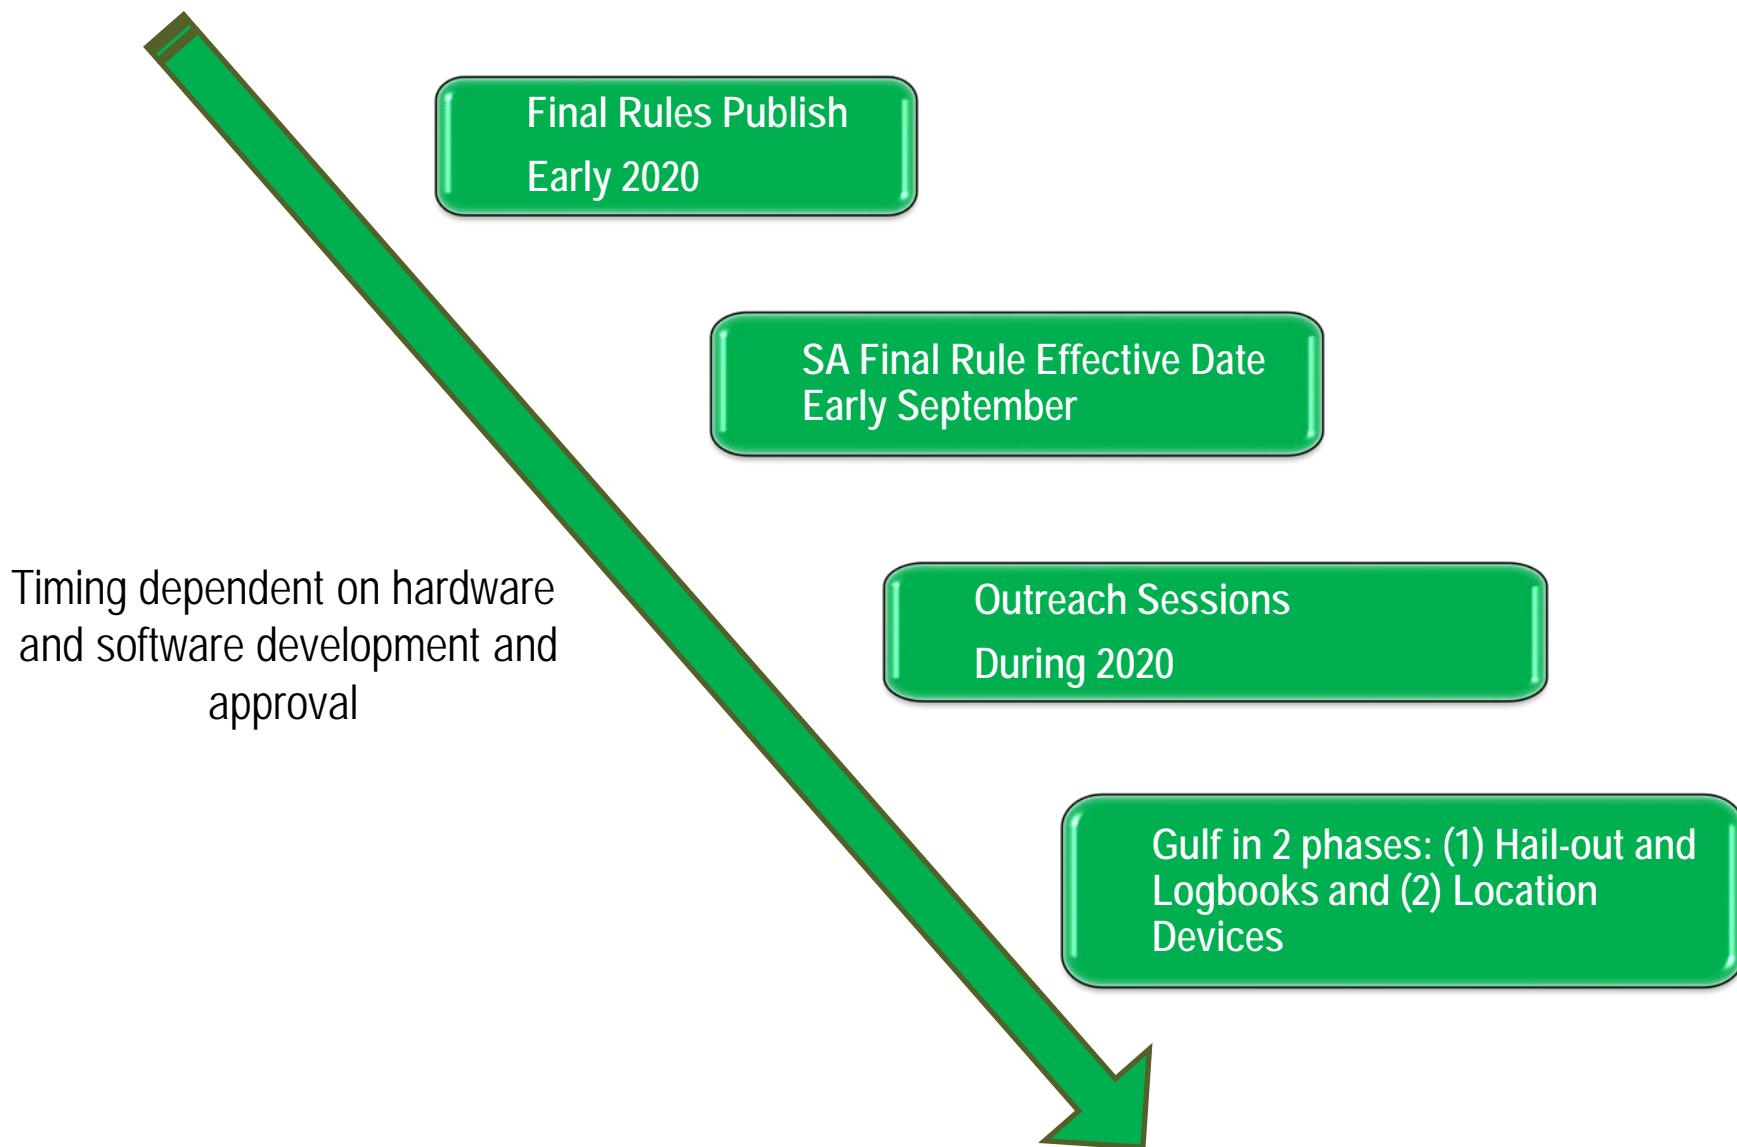 Final Rules Publish
Early 2020
SA Final Rule Effective Date
Early September
Timing dependent on hardware
and software development and
approval
Outreach Sessions
During 2020
Gulf in 2 phases: (1) Hail-out and
Logbooks and (2) Location
Devices